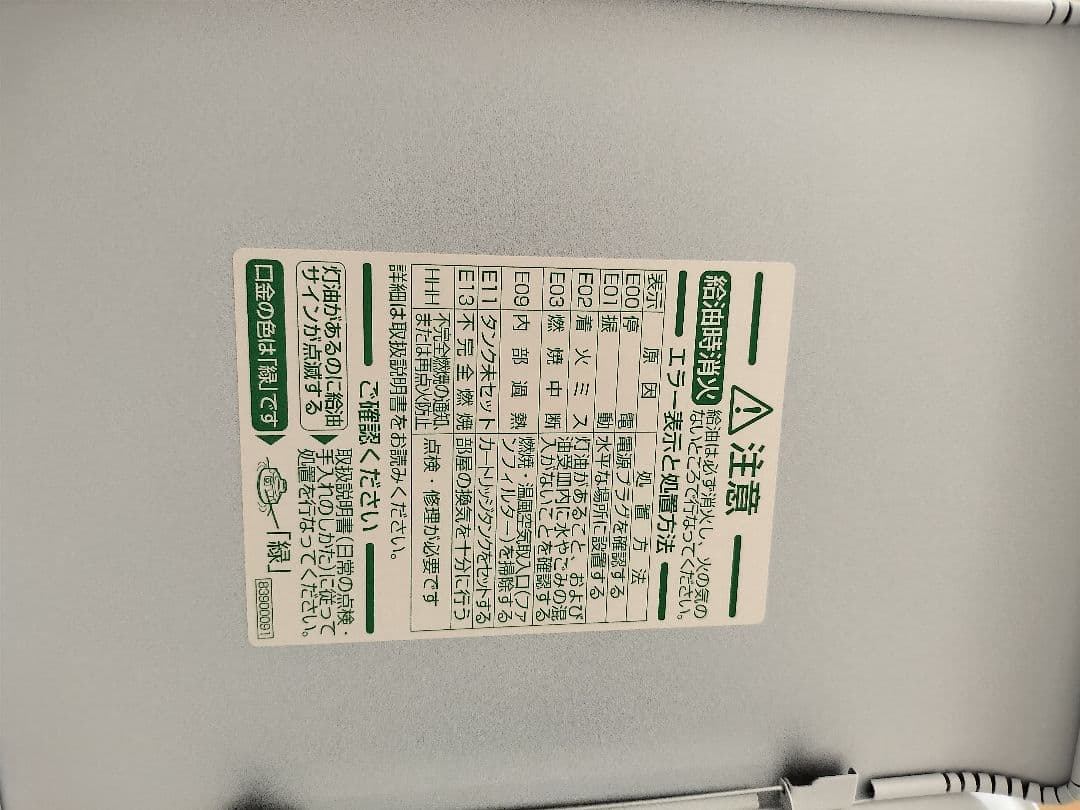 注意
給油時消火
給油は必ず消火し、火の気の
ないところで行なってください。
エラー表示と処置方法
表示 原因 処置方法
E00 停電 電源プラグを確認する
E01 振動 水平な場所に設置する
E02 着火ミス 灯油があること、および
E03 燃焼中断 油受皿内に水やごみの混
入がないことを確認する
E09 内部過熱 燃焼・温風空気取入口(ファ
ンフィルター)を掃除する
E11 タンク未セット カートリッジタンクをセットする
E13 不完全燃焼 部屋の換気を十分に行う
HHH 不完全燃焼の通知、
または再点火防止 点検・修理が必要です
詳細は取扱説明書をお読みください。
ご確認ください
灯油があるのに給油
サインが点滅する
取扱説明書(日常の点検・
手入れのしかた)に従って
処置を行なってください。
口金の色は「緑」です
「緑」
B3900091